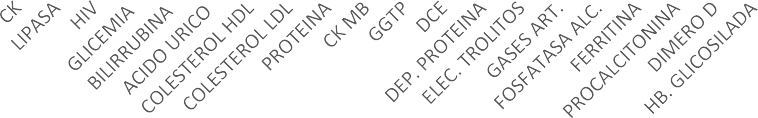 CK
LIPASA
HIV
GLICEMIA
BILIRRUBINA
ACIDO URICO
COLESTEROL HDL
COLESTEROL LDL
PROTEINA
CK MB
GGTP
DCE
DEP. PROTEINA
ELEC. TROLITOS
GASES ART.
FOSFATASA ALC.
FERRITINA
PROCALCITONINA
DIMERO D
HB. GLICOSILADA